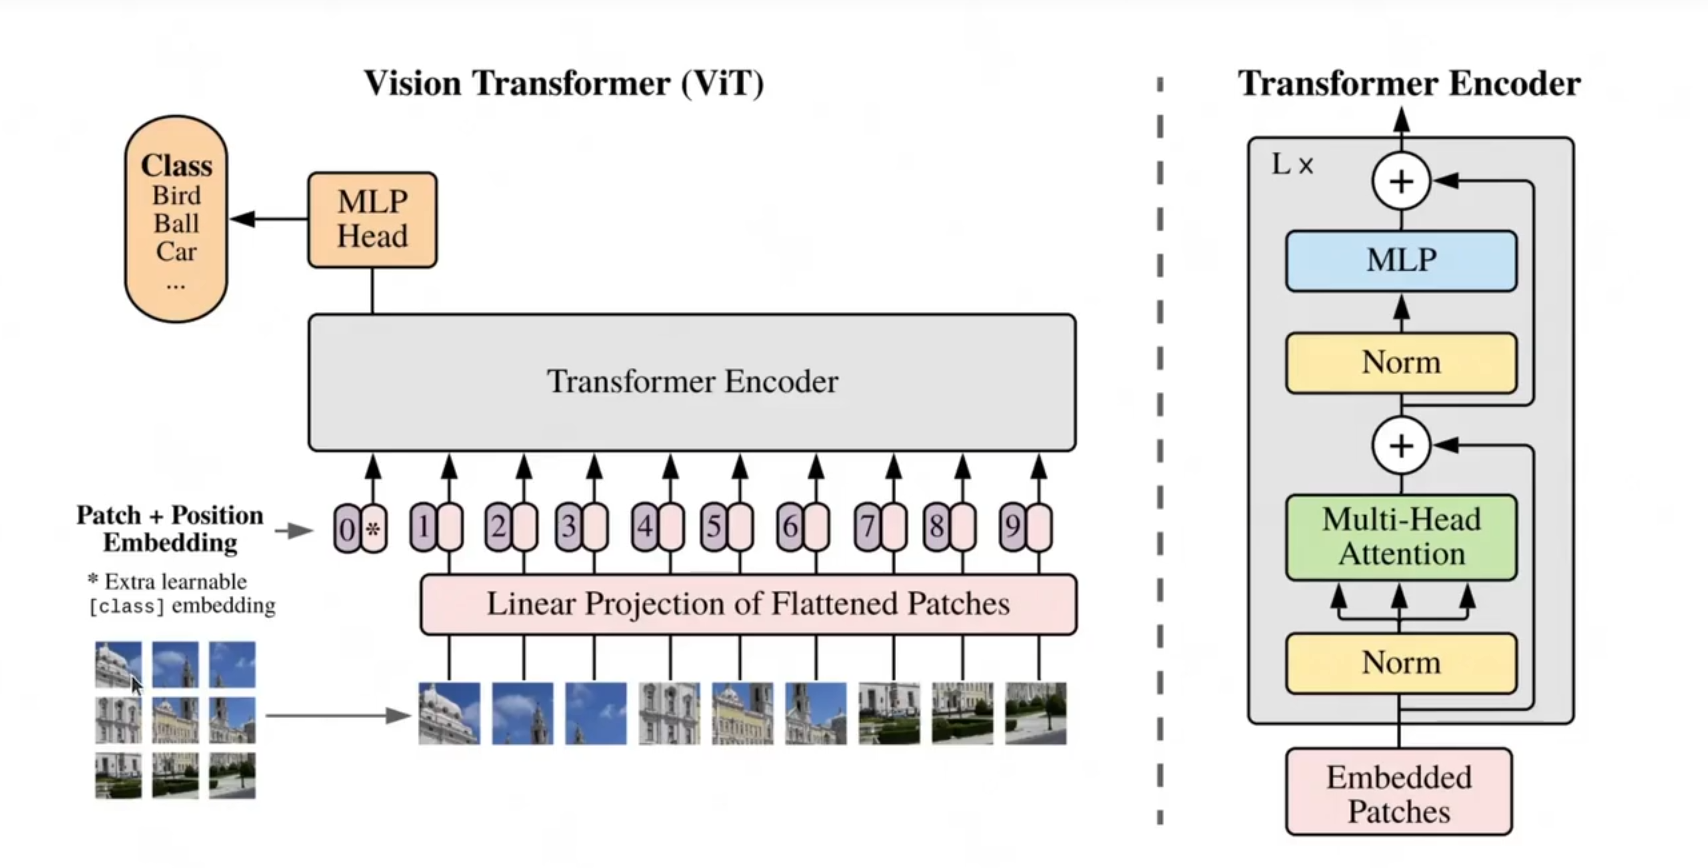 Vision Transformer (ViT)
Class
Bird
Ball
Car
...
MLP
Head
Transformer Encoder
Patch + Position
Embedding
0 * 1 2 3 4 5 6 7 8 9
* Extra learnable
[class] embedding
Linear Projection of Flattened Patches
Transformer Encoder
L x
+
MLP
Norm
+
Multi-Head
Attention
Norm
Embedded
Patches